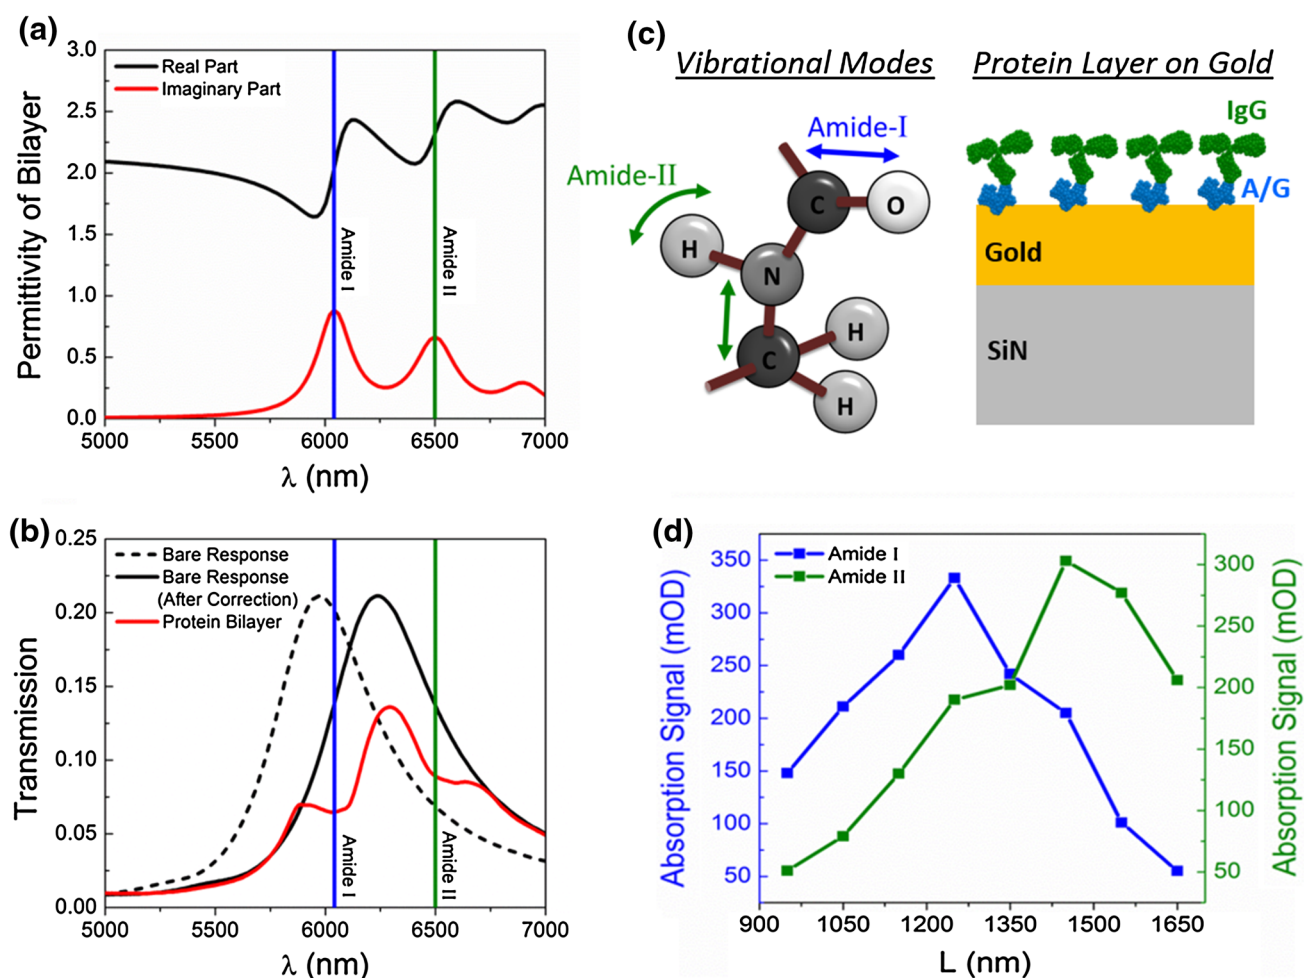 (a)
3.0
2.5
2.0
1.5
1.0
0.5
0.0
Permittivity of Bilayer
Real Part
Imaginary Part
Amide I
Amide II
5000 5500 6000 6500 7000
λ (nm)
(b)
0.25
0.20
0.15
0.10
0.05
0.00
Transmission
Bare Response
Bare Response
(After Correction)
Protein Bilayer
Amide I
Amide II
5000 5500 6000 6500 7000
λ (nm)
(c)
Vibrational Modes
Amide-I
Amide-II
C
O
H
N
H
C
H
Protein Layer on Gold
IgG
A/G
Gold
SiN
(d)
Absorption Signal (mOD)
350
300
250
200
150
100
50
Amide I
Amide II
300
250
200
150
100
50
Absorption Signal (mOD)
900 1050 1200 1350 1500 1650
L (nm)